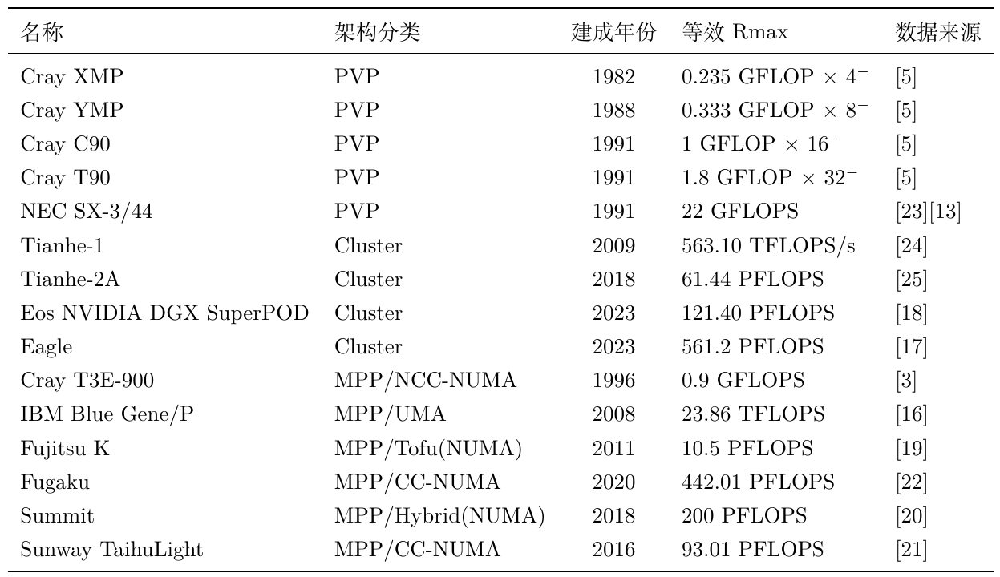 名称 架构分类 建成年份 等效 Rmax 数据来源
Cray XMP PVP 1982 0.235 GFLOP × 4⁻ [5]
Cray YMP PVP 1988 0.333 GFLOP × 8⁻ [5]
Cray C90 PVP 1991 1 GFLOP × 16⁻ [5]
Cray T90 PVP 1991 1.8 GFLOP × 32⁻ [5]
NEC SX-3/44 PVP 1991 22 GFLOPS [23][13]
Tianhe-1 Cluster 2009 563.10 TFLOPS/s [24]
Tianhe-2A Cluster 2018 61.44 PFLOPS [25]
Eos NVIDIA DGX SuperPOD Cluster 2023 121.40 PFLOPS [18]
Eagle Cluster 2023 561.2 PFLOPS [17]
Cray T3E-900 MPP/NCC-NUMA 1996 0.9 GFLOPS [3]
IBM Blue Gene/P MPP/UMA 2008 23.86 TFLOPS [16]
Fujitsu K MPP/Tofu(NUMA) 2011 10.5 PFLOPS [19]
Fugaku MPP/CC-NUMA 2020 442.01 PFLOPS [22]
Summit MPP/Hybrid(NUMA) 2018 200 PFLOPS [20]
Sunway TaihuLight MPP/CC-NUMA 2016 93.01 PFLOPS [21]